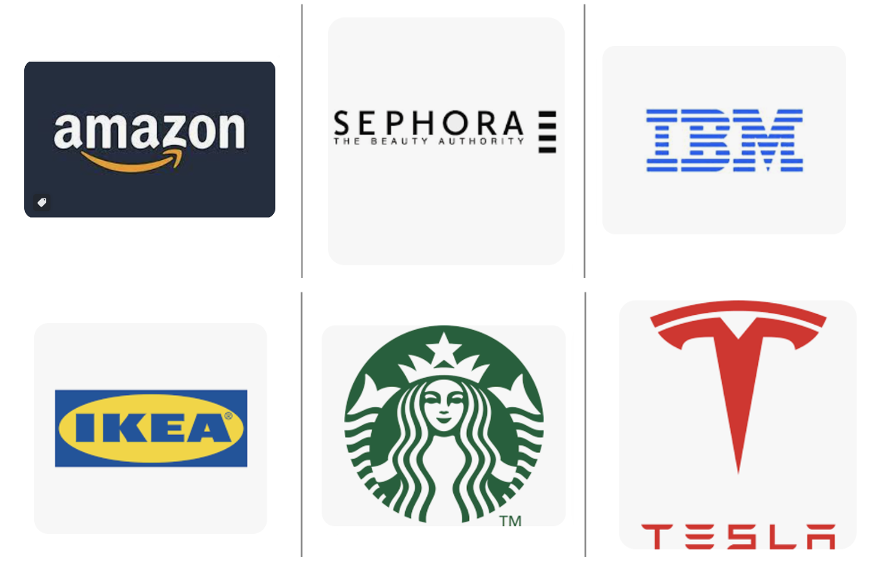 amazon
SEPHORA
THE BEAUTY AUTHORITY
IBM
IKEA®
TM
TESLA